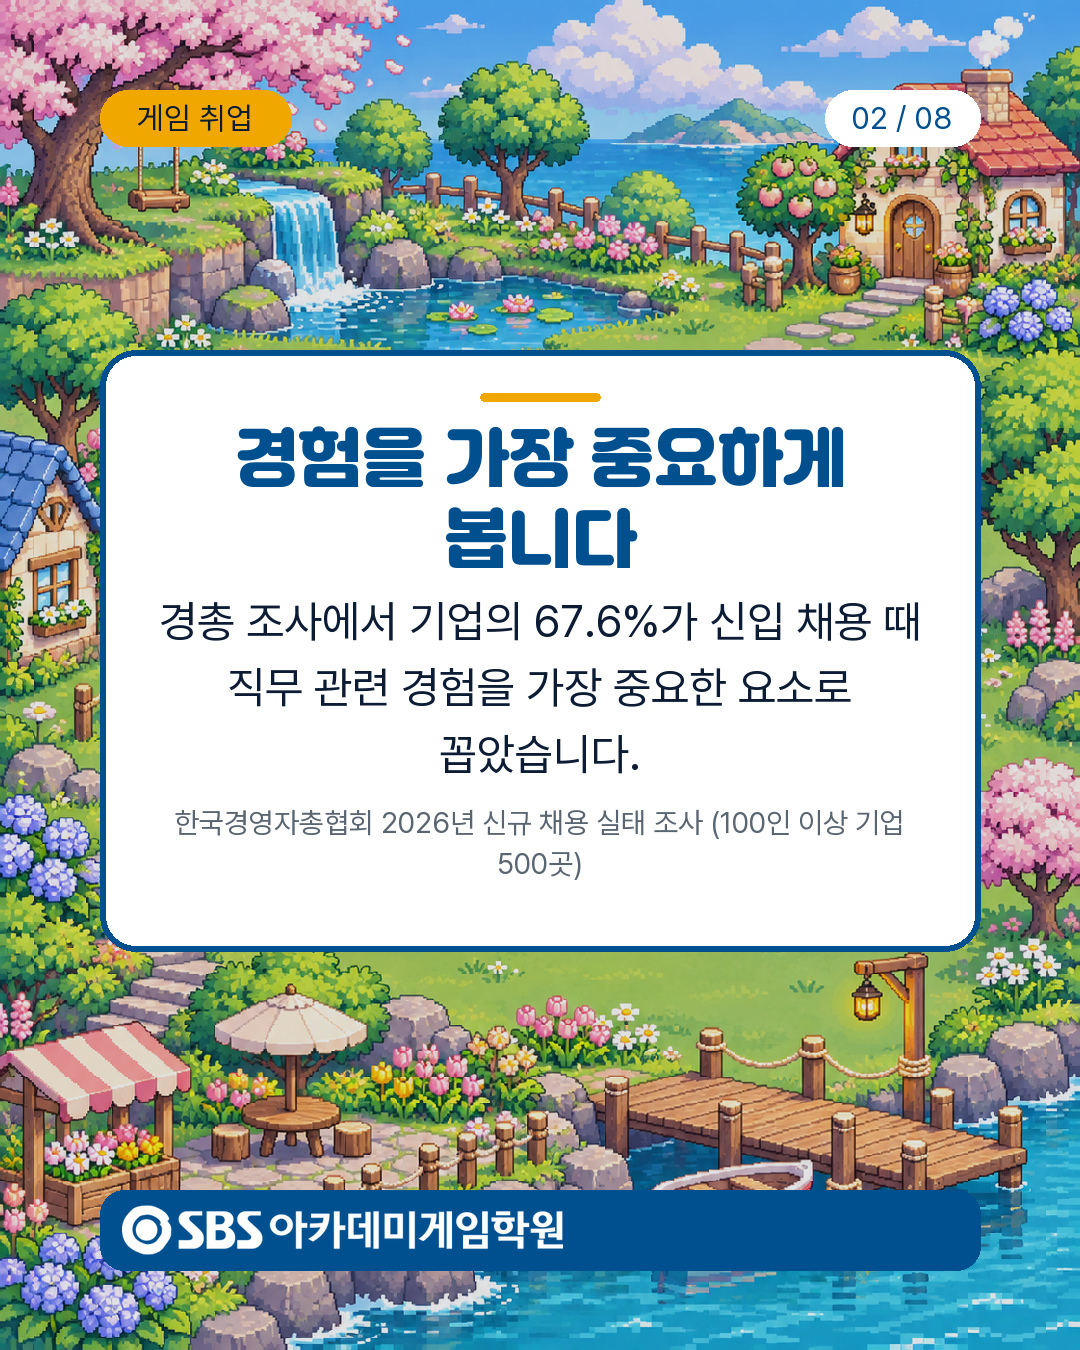 게임 취업
02 / 08
경험을 가장 중요하게
봅니다
경총 조사에서 기업의 67.6%가 신입 채용 때
직무 관련 경험을 가장 중요한 요소로
꼽았습니다.
한국경영자총협회 2026년 신규 채용 실태 조사 (100인 이상 기업
500곳)
SBS 아카데미게임학원